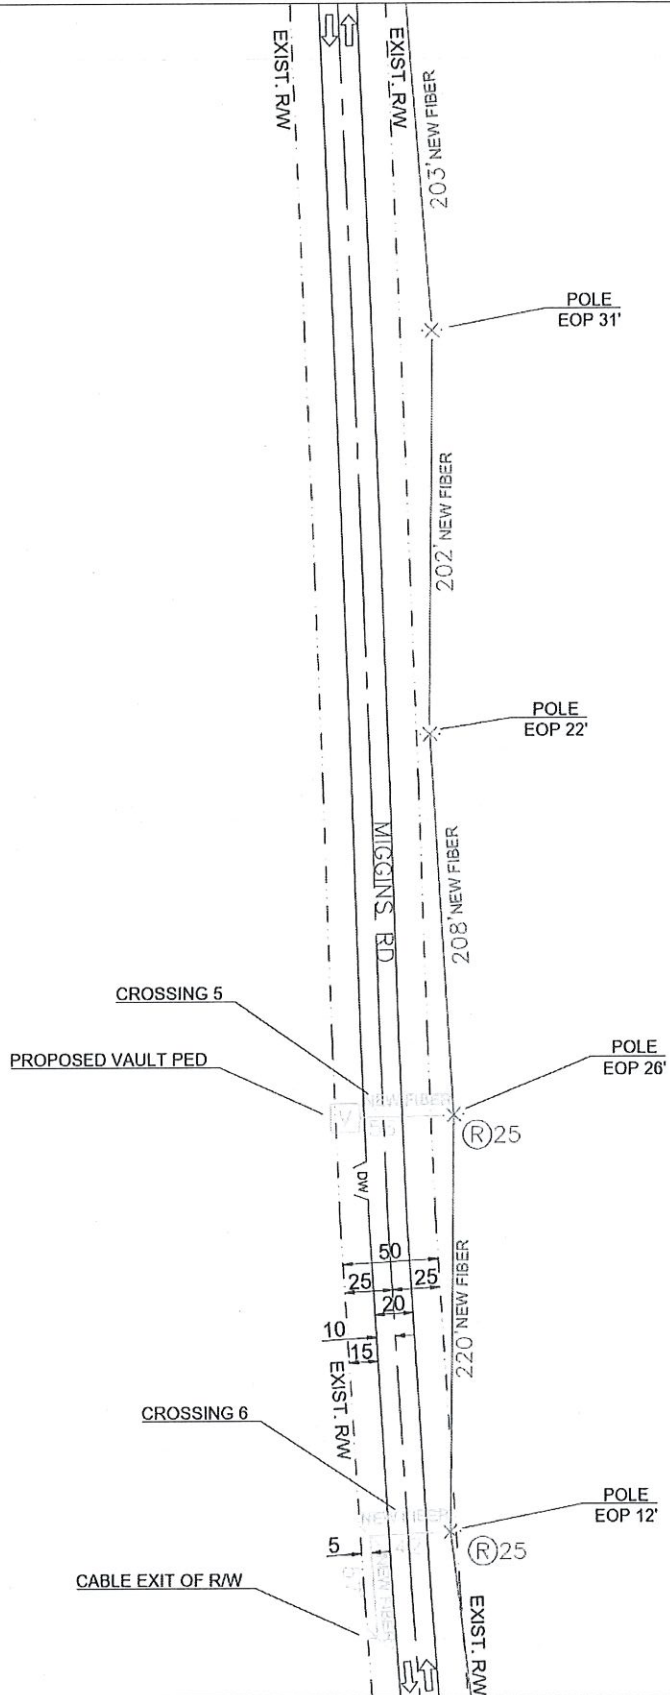 EXIST. R/W
EXIST. R/W
203' NEW FIBER
POLE
EOP 31'
202' NEW FIBER
POLE
EOP 22'
MIGGINS RD
208' NEW FIBER
CROSSING 5
PROPOSED VAULT PED
POLE
EOP 26'
NEW FIBER
V
R 25
DW
50
25
25
20
10
15
220' NEW FIBER
EXIST. R/W
CROSSING 6
POLE
EOP 12'
NEW FIBER
R 25
5
NEW FIBER
CABLE EXIT OF R/W
EXIST. R/W